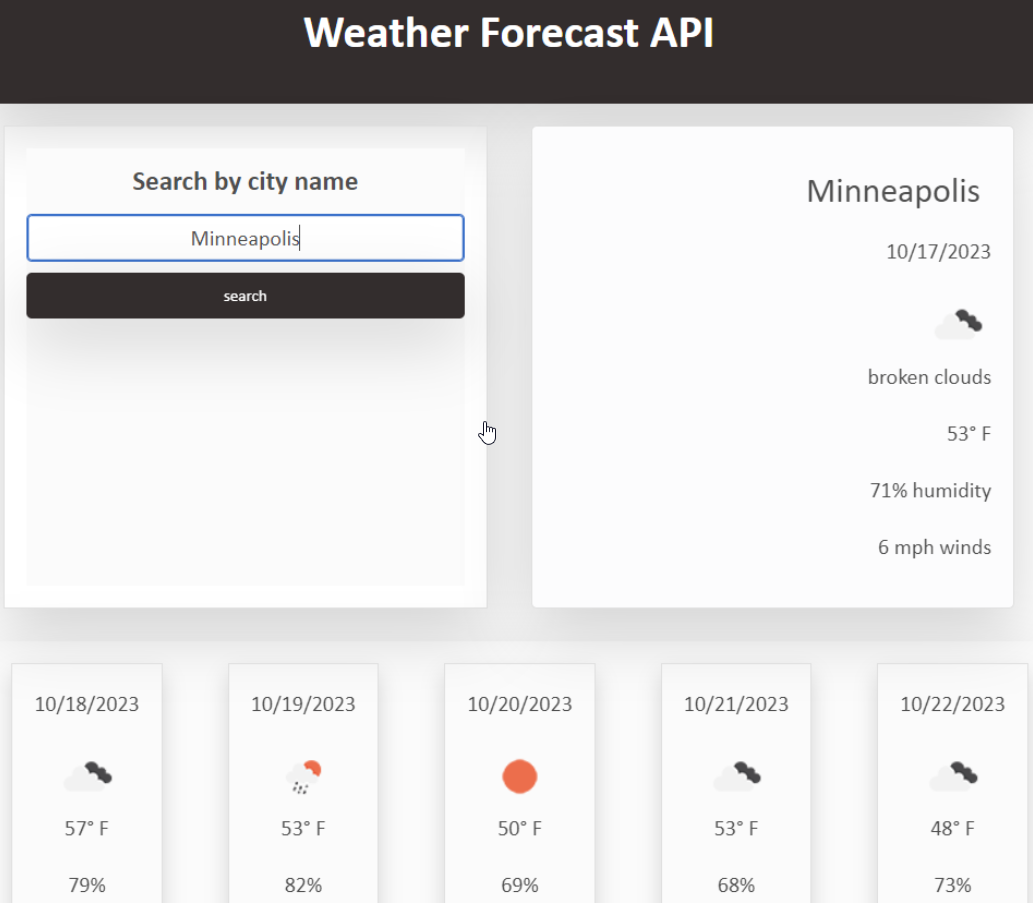 Weather Forecast API
Search by city name
Minneapolis
search
Minneapolis
10/17/2023
broken clouds
53° F
71% humidity
6 mph winds
10/18/2023
57° F
79%
10/19/2023
53° F
82%
10/20/2023
50° F
69%
10/21/2023
53° F
68%
10/22/2023
48° F
73%